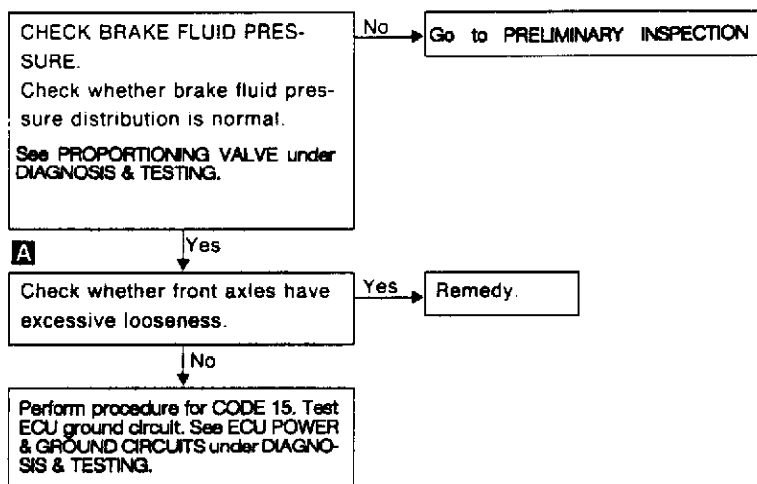 CHECK BRAKE FLUID PRES-
SURE.
Check whether brake fluid pres-
sure distribution is normal.
See PROPORTIONING VALVE under
DIAGNOSIS & TESTING.
No
Go to PRELIMINARY INSPECTION
A
Yes
Check whether front axles have
excessive looseness.
Yes
Remedy.
No
Perform procedure for CODE 15. Test
ECU ground circuit. See ECU POWER
& GROUND CIRCUITS under DIAGNO-
SIS & TESTING.